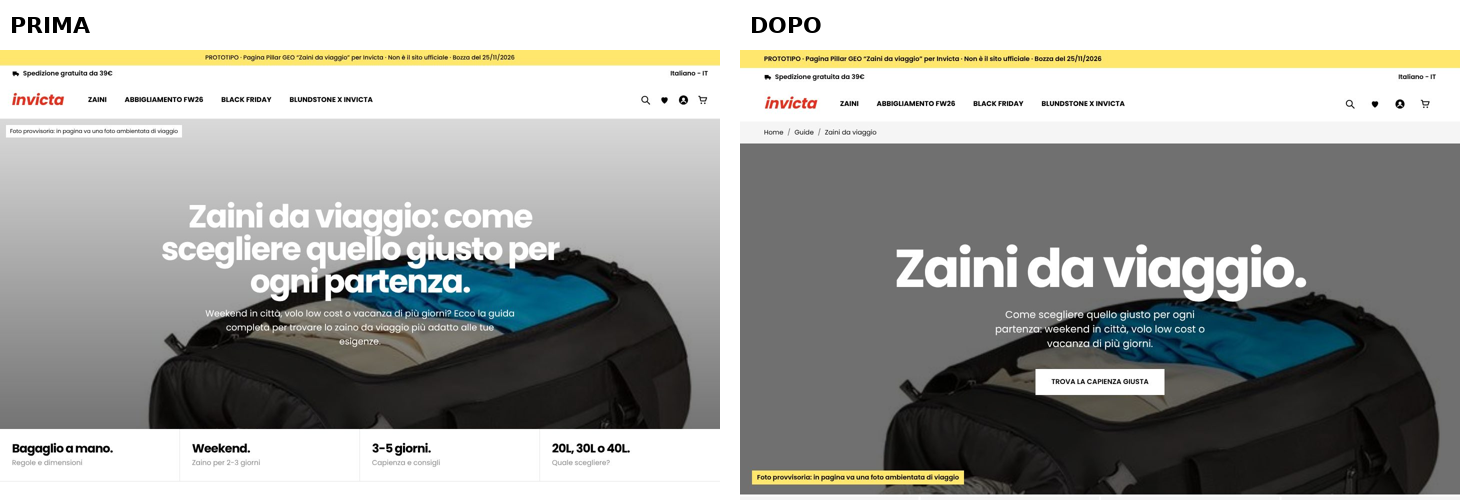 PRIMA
PROTOTIPO · Pagina Pillar GEO “Zaini da viaggio” per Invicta · Non è il sito ufficiale · Bozza del 25/11/2026
Spedizione gratuita da 39€
Italiano - IT
invicta
ZAINI
ABBIGLIAMENTO FW26
BLACK FRIDAY
BLUNDSTONE X INVICTA
Foto provvisoria: in pagina va una foto ambientata di viaggio
Zaini da viaggio: come
scegliere quello giusto per
ogni partenza.
Weekend in città, volo low cost o vacanza di più giorni? Ecco la guida
completa per trovare lo zaino da viaggio più adatto alle tue
esigenze.
Bagaglio a mano.
Regole e dimensioni
Weekend.
Zaino per 2-3 giorni
3-5 giorni.
Capienza e consigli
20L, 30L o 40L.
Quale scegliere?
DOPO
PROTOTIPO · Pagina Pillar GEO “Zaini da viaggio” per Invicta · Non è il sito ufficiale · Bozza del 25/11/2026
Spedizione gratuita da 39€
Italiano - IT
invicta
ZAINI
ABBIGLIAMENTO FW26
BLACK FRIDAY
BLUNDSTONE X INVICTA
Home / Guide / Zaini da viaggio
Zaini da viaggio.
Come scegliere quello giusto per ogni
partenza: weekend in città, volo low cost o
vacanza di più giorni.
TROVA LA CAPIENZA GIUSTA
Foto provvisoria: in pagina va una foto ambientata di viaggio